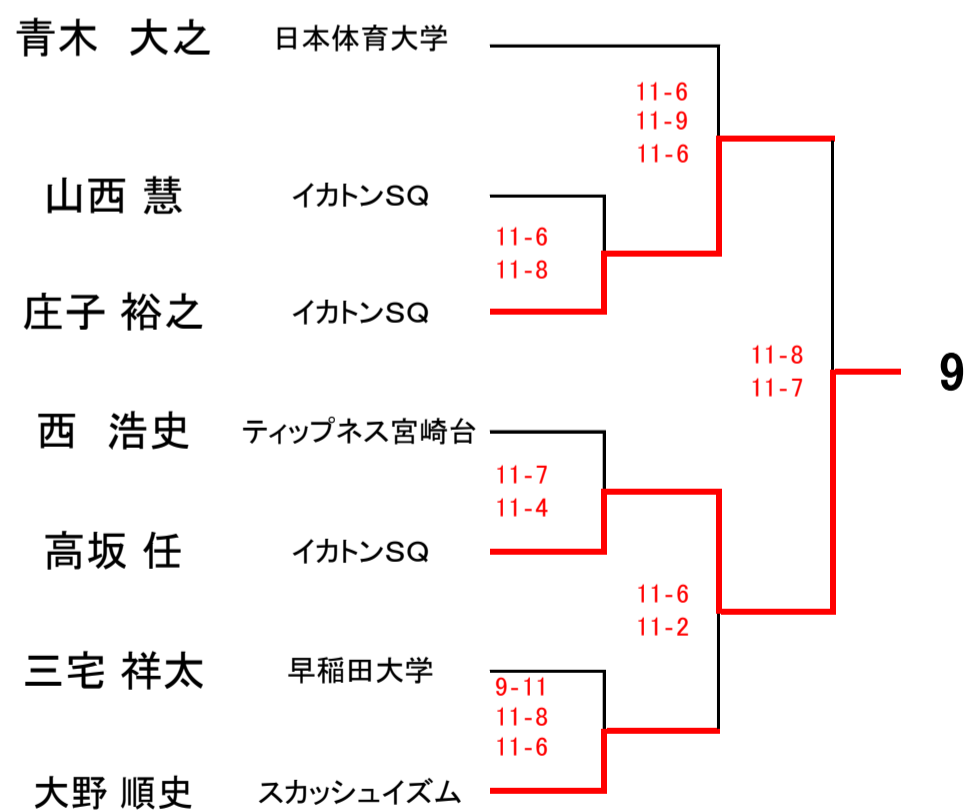 青木　大之 日本体育大学
11-6
11-9
11-6
山西 慧 イカトンSQ
11-6
11-8
庄子 裕之 イカトンSQ
11-8
11-7
9
西　浩史 ティップネス宮崎台
11-7
11-4
高坂 任 イカトンSQ
11-6
11-2
三宅 祥太 早稲田大学
9-11
11-8
11-6
大野 順史 スカッシュイズム